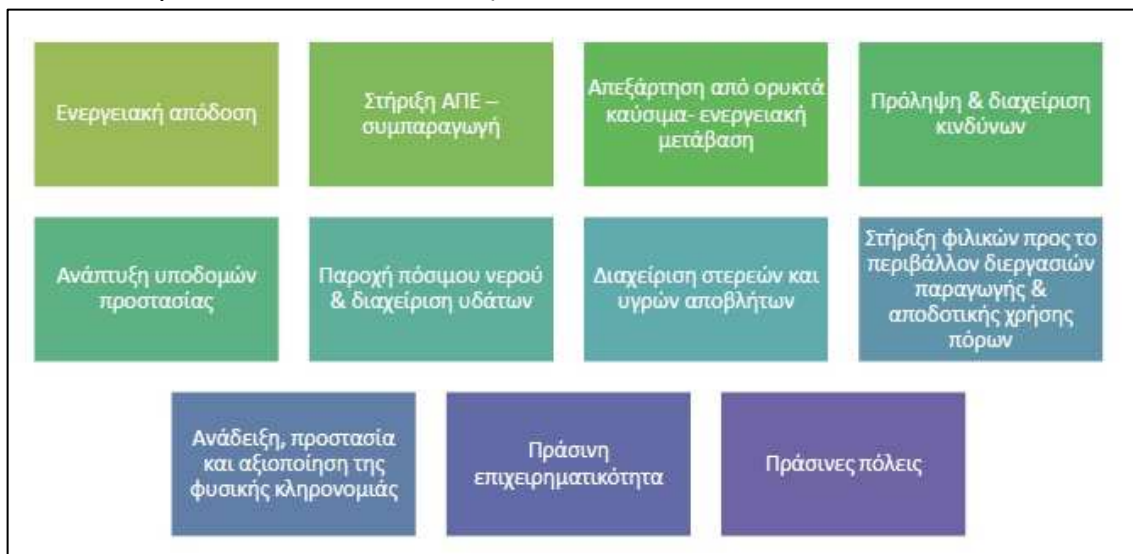 Ενεργειακή απόδοση
Στήριξη ΑΠΕ –
συμπαραγωγή
Απεξάρτηση από ορυκτά
καύσιμα- ενεργειακή
μετάβαση
Πρόληψη & διαχείριση
κινδύνων
Ανάπτυξη υποδομών
προστασίας
Παροχή πόσιμου νερού
& διαχείριση υδάτων
Διαχείριση στερεών και
υγρών αποβλήτων
Στήριξη φιλικών προς το
περιβάλλον διεργασιών
παραγωγής &
αποδοτικής χρήσης
πόρων
Ανάδειξη, προστασία
και αξιοποίηση της
φυσικής κληρονομιάς
Πράσινη
επιχειρηματικότητα
Πράσινες πόλεις